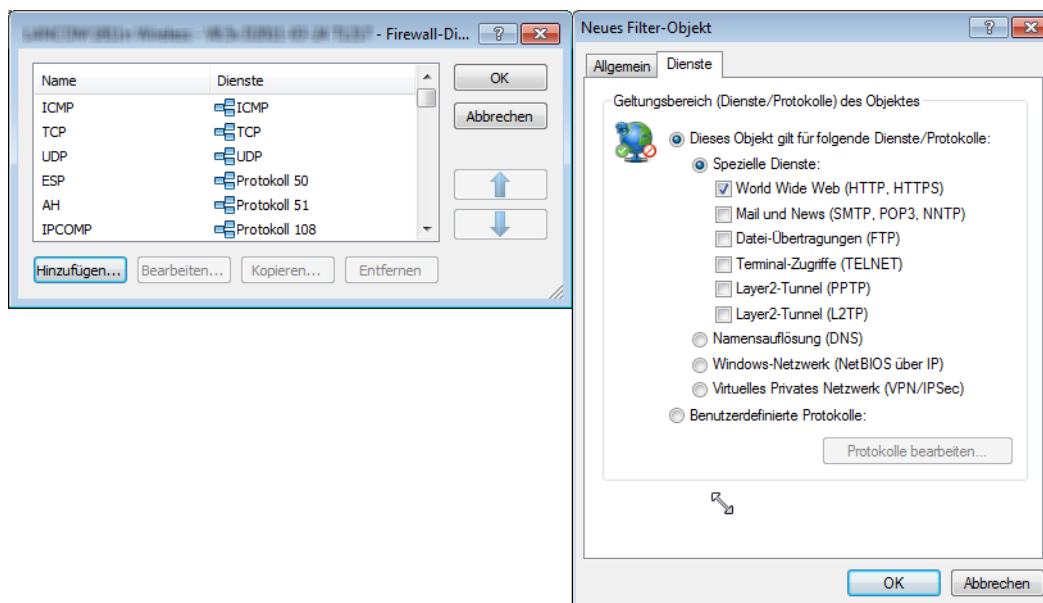 - Firewall-Di...
Name Dienste
ICMP ICMP
TCP TCP
UDP UDP
ESP Protokoll 50
AH Protokoll 51
IPCOMP Protokoll 108
OK
Abbrechen
Hinzufügen... Bearbeiten... Kopieren... Entfernen
Neues Filter-Objekt
Allgemein Dienste
Geltungsbereich (Dienste/Protokolle) des Objektes
Dieses Objekt gilt für folgende Dienste/Protokolle:
Spezielle Dienste:
World Wide Web (HTTP, HTTPS)
Mail und News (SMTP, POP3, NNTP)
Datei-Übertragungen (FTP)
Terminal-Zugriffe (TELNET)
Layer2-Tunnel (PPTP)
Layer2-Tunnel (L2TP)
Namensauflösung (DNS)
Windows-Netzwerk (NetBIOS über IP)
Virtuelles Privates Netzwerk (VPN/IPSec)
Benutzerdefinierte Protokolle:
Protokolle bearbeiten...
OK Abbrechen